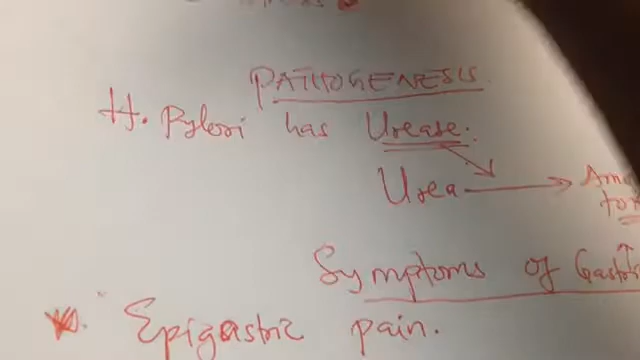 PATHOGENESIS
H. Pylori has Urease.
Urea →
Symptoms of
Epigastric pain.